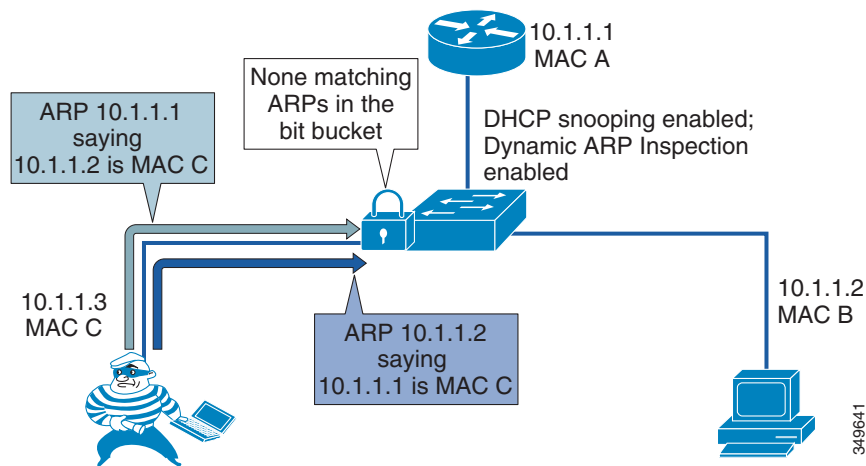 10.1.1.1
MAC A
None matching
ARPs in the
bit bucket
ARP 10.1.1.1
saying
10.1.1.2 is MAC C
DHCP snooping enabled;
Dynamic ARP Inspection
enabled
10.1.1.3
MAC C
ARP 10.1.1.2
saying
10.1.1.1 is MAC C
10.1.1.2
MAC B
349641